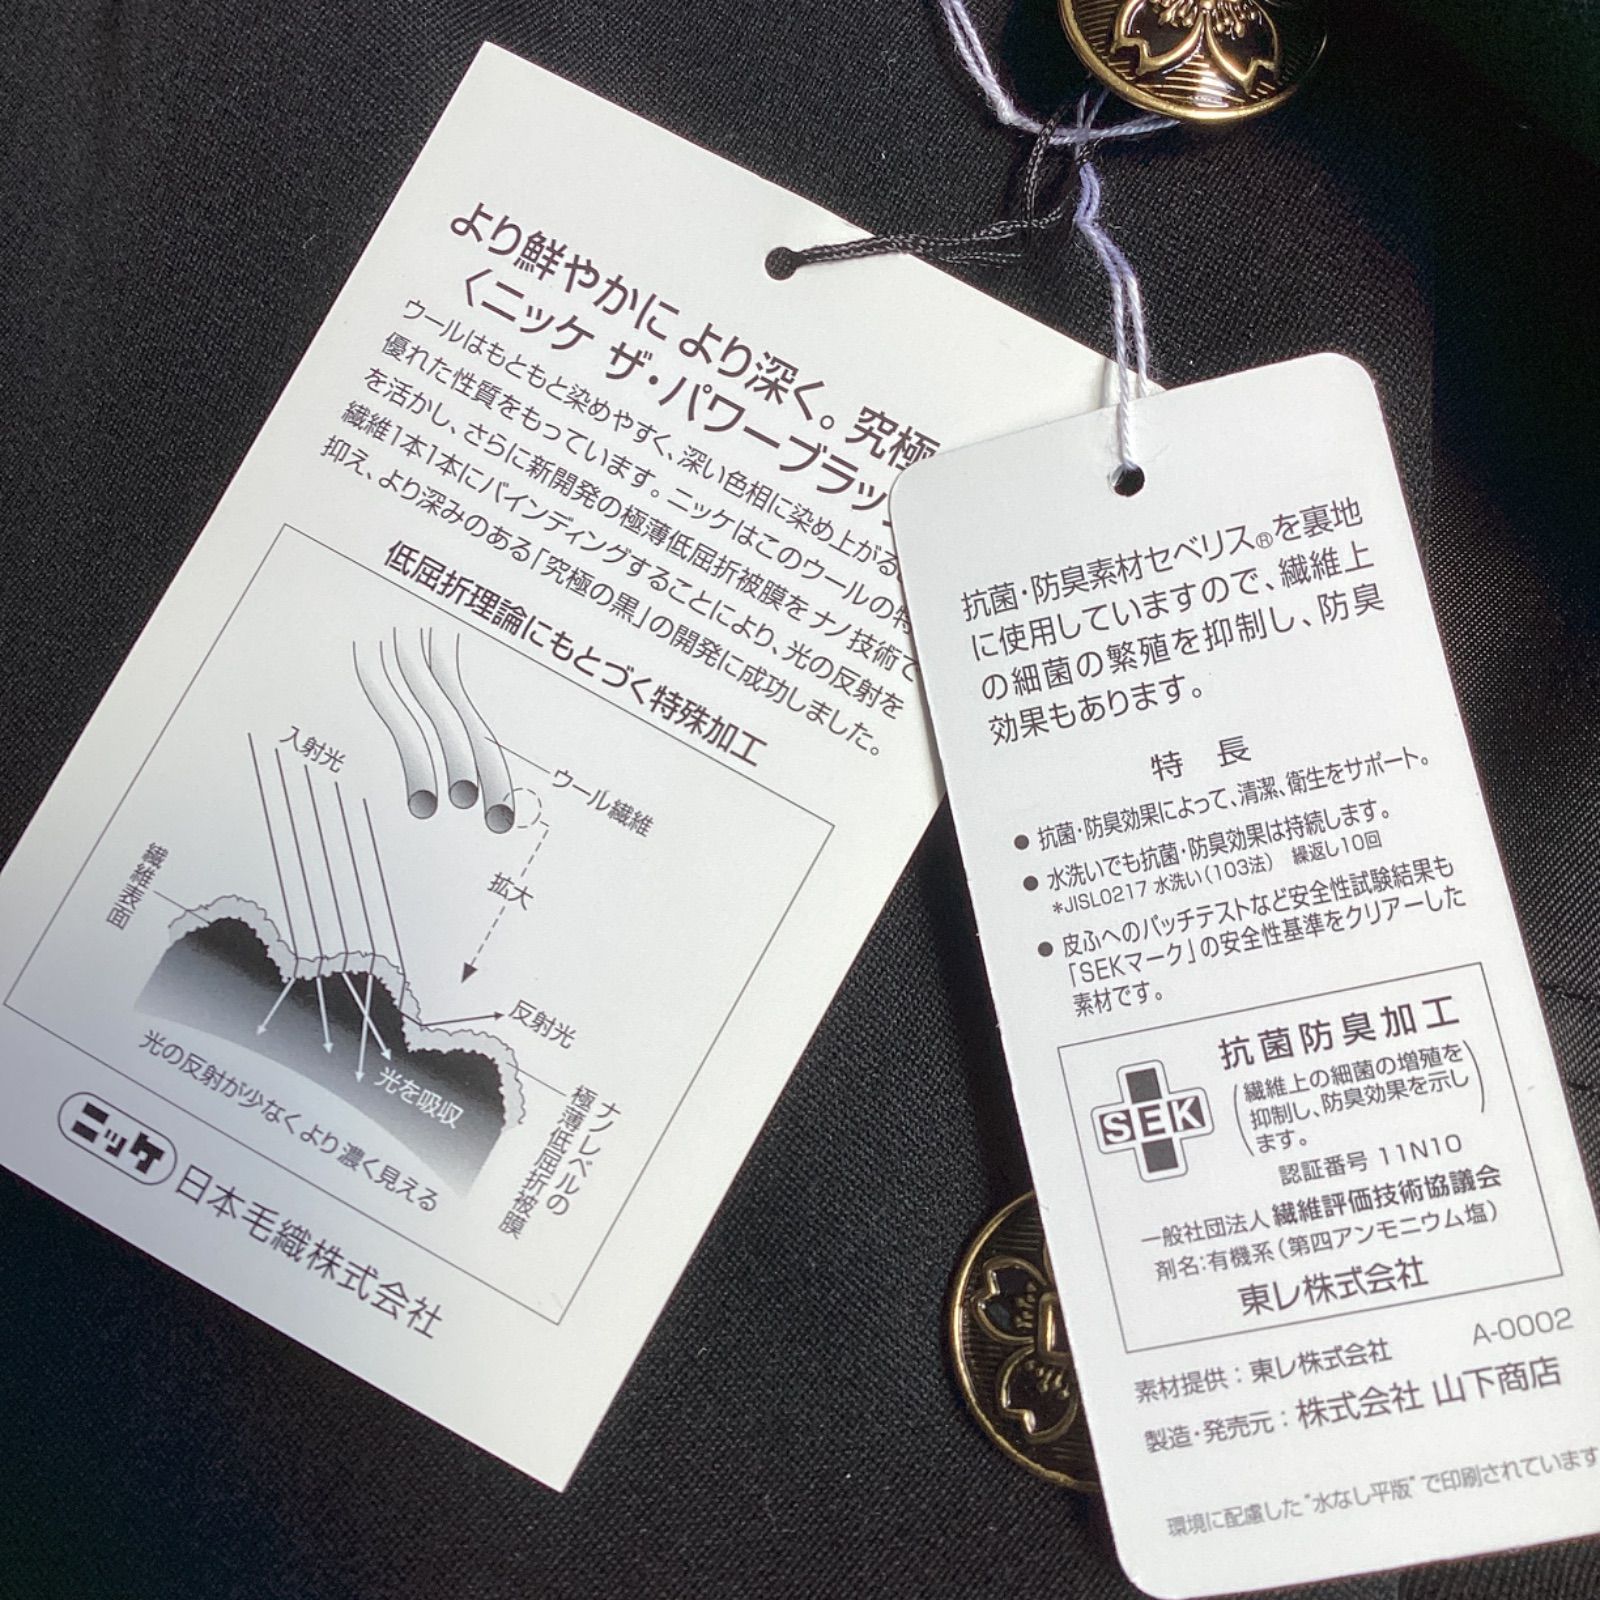 より鮮やかに より深く。究極
〈ニッケ ザ・パワーブラッ
ウールはもともと染めやすく、深い色相に染め上がる
優れた性質をもっています。ニッケはこのウールの特
を活かし、さらに新開発の極薄低屈折被膜をナノ技術で
繊維1本1本にバインディングすることにより、光の反射を
抑え、より深みのある「究極の黒」の開発に成功しました。
低屈折理論にもとづく特殊加工
入射光
ウール繊維
拡大
繊維表面
反射光
光を吸収
光の反射が少なくより濃く見える
ナノレベルの
極薄低屈折被膜
ニッケ 日本毛織株式会社
抗菌・防臭素材セベリス®を裏地
に使用していますので、繊維上
の細菌の繁殖を抑制し、防臭
効果もあります。
特 長
● 抗菌・防臭効果によって、清潔、衛生をサポート。
● 水洗いでも抗菌・防臭効果は持続します。
*JISL0217 水洗い(103法) 繰返し10回
● 皮ふへのパッチテストなど安全性試験結果も
「SEKマーク」の安全性基準をクリアーした
素材です。
SEK
抗菌防臭加工
(繊維上の細菌の増殖を
抑制し、防臭効果を示し
ます。)
認証番号 11N10
一般社団法人 繊維評価技術協議会
剤名:有機系(第四アンモニウム塩)
東レ株式会社
A-0002
素材提供:東レ株式会社
製造・発売元:株式会社 山下商店
環境に配慮した"水なし平版"で印刷されています